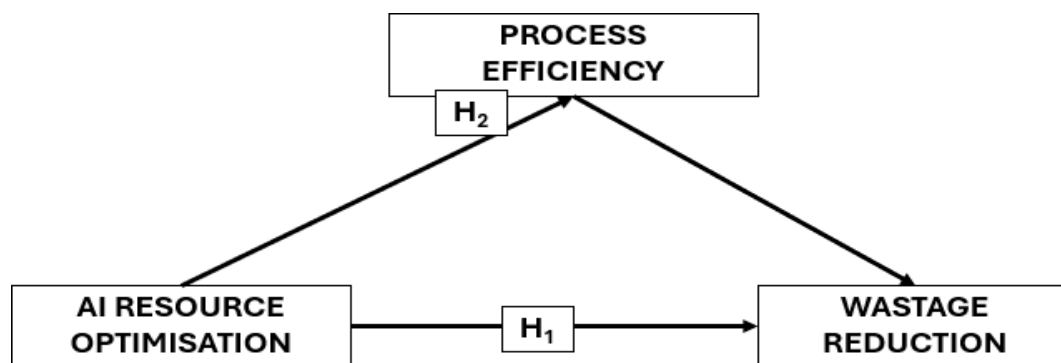 PROCESS
EFFICIENCY
H₂
AI RESOURCE
OPTIMISATION
H₁
WASTAGE
REDUCTION